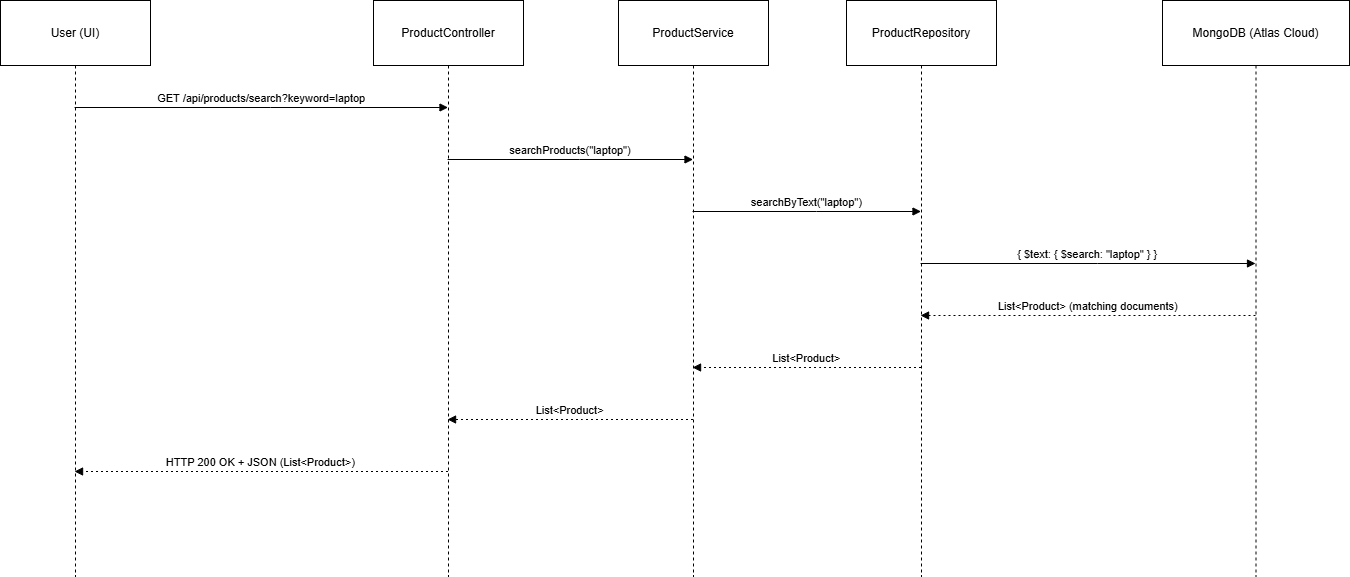 User (UI)
ProductController
ProductService
ProductRepository
MongoDB (Atlas Cloud)
GET /api/products/search?keyword=laptop
searchProducts("laptop")
searchByText("laptop")
{ $text: { $search: "laptop" } }
List<Product> (matching documents)
List<Product>
List<Product>
HTTP 200 OK + JSON (List<Product>)